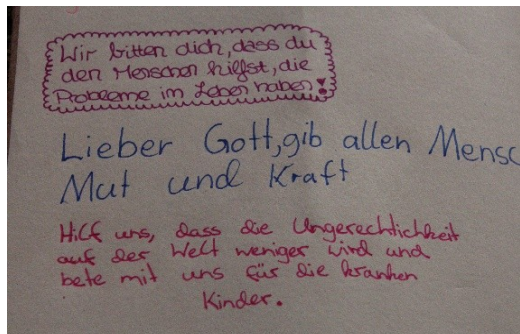 Wir bitten dich, dass du
den Menschen hilfst, die
Probleme im Leben haben!
Lieber Gott, gib allen Mensc
Mut und Kraft
Hilf uns, dass die Ungerechtichkeit
auf der Welt weniger wird und
bete mit uns für die kranken
Kinder.